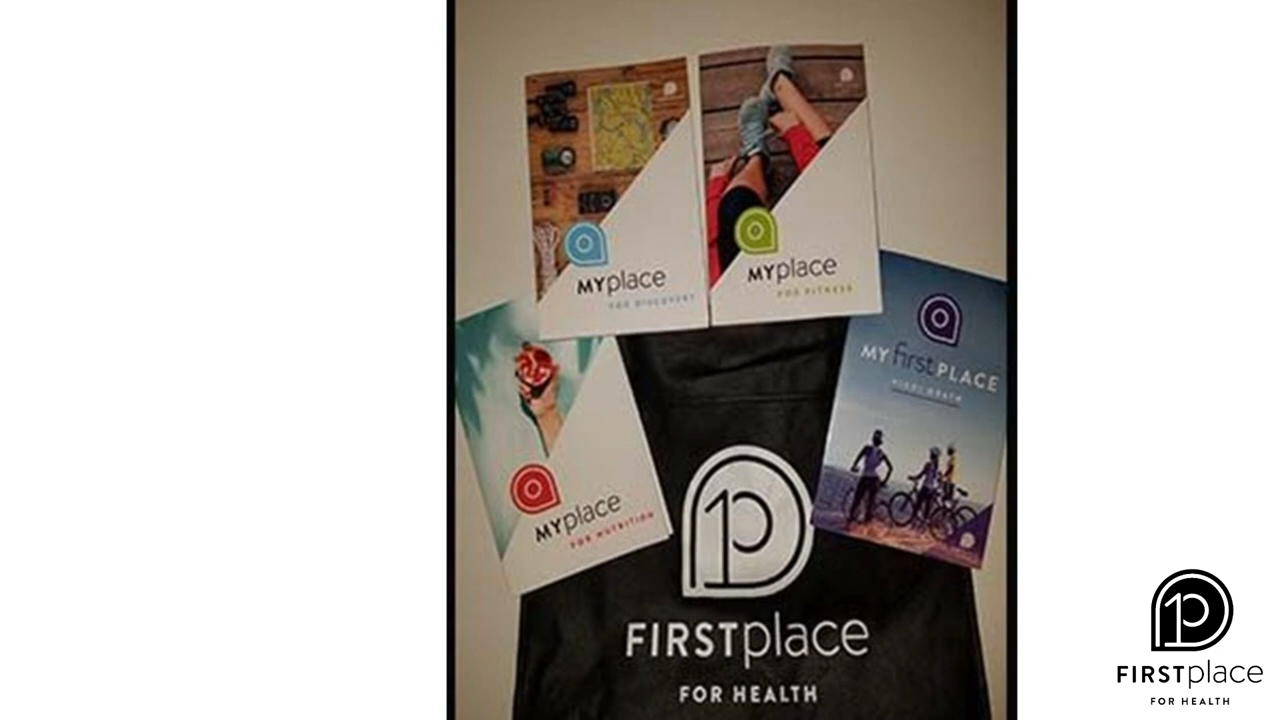 MYplace
FOR DISCOVERY
MYplace
FOR FITNESS
MYplace
FOR NUTRITION
MY firstPLACE
FIRSTplace
FOR HEALTH
FIRSTplace
FOR HEALTH